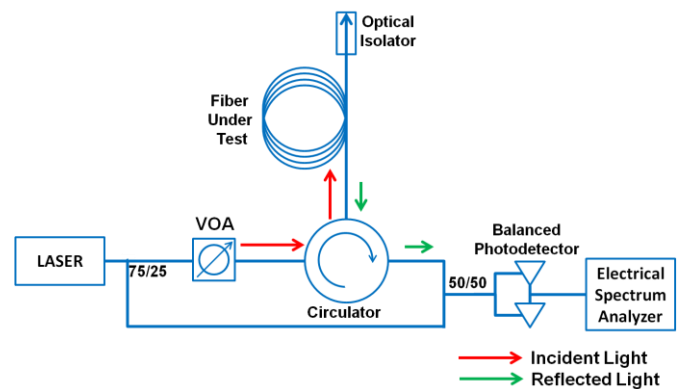 Optical
Isolator
Fiber
Under
Test
VOA
LASER
75/25
Circulator
Balanced
Photodetector
50/50
Electrical
Spectrum
Analyzer
Incident Light
Reflected Light